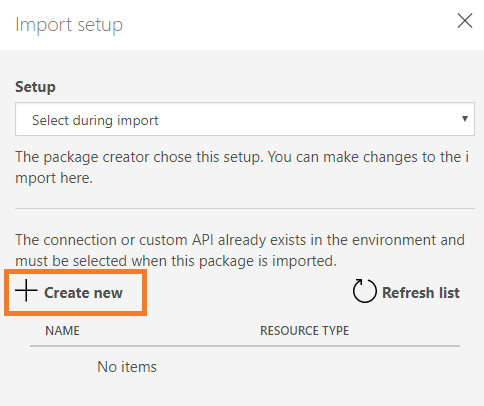 Import setup
Setup
Select during import
The package creator chose this setup. You can make changes to the i
mport here.
The connection or custom API already exists in the environment and
must be selected when this package is imported.
Create new Refresh list
NAME RESOURCE TYPE
No items